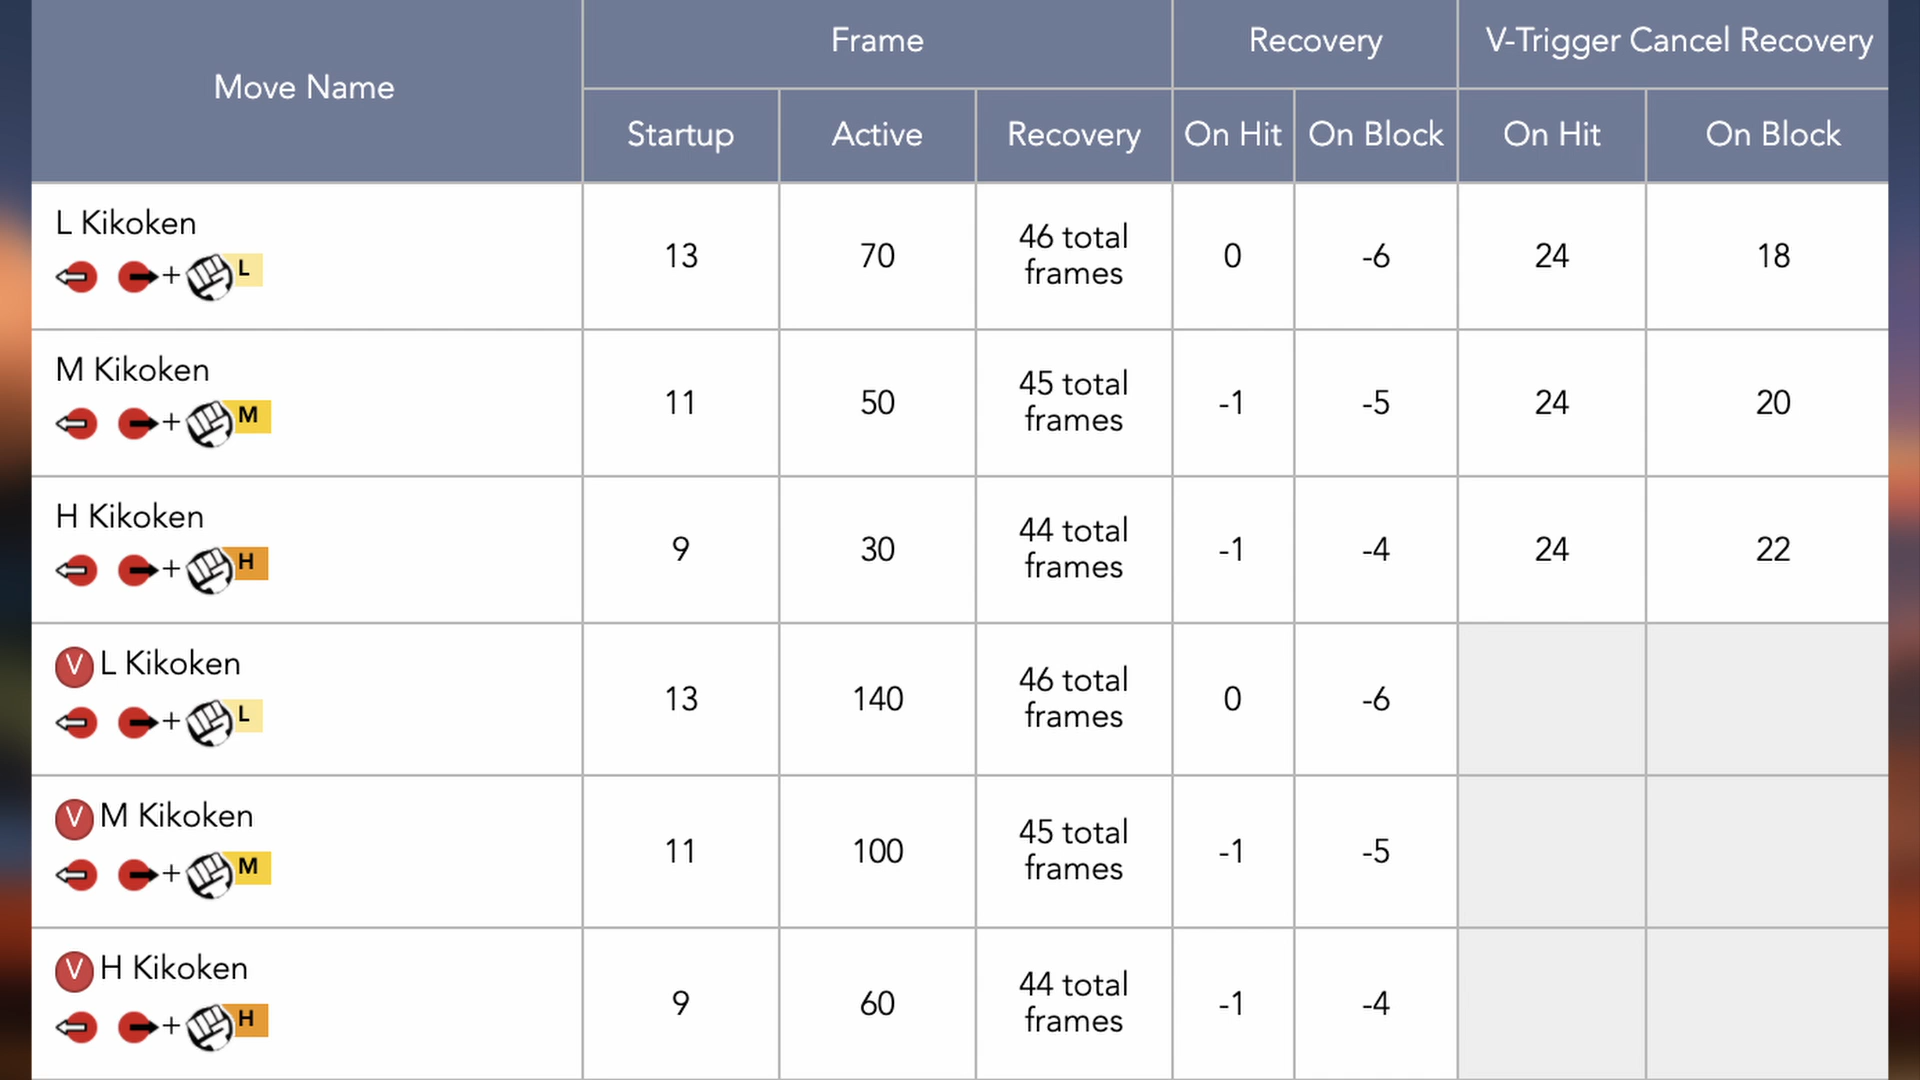 Move Name
Frame
Recovery
V-Trigger Cancel Recovery
Startup
Active
Recovery
On Hit
On Block
On Hit
On Block
L Kikoken
+ L
13
70
46 total
frames
0
-6
24
18
M Kikoken
+ M
11
50
45 total
frames
-1
-5
24
20
H Kikoken
+ H
9
30
44 total
frames
-1
-4
24
22
V L Kikoken
+ L
13
140
46 total
frames
0
-6
V M Kikoken
+ M
11
100
45 total
frames
-1
-5
V H Kikoken
+ H
9
60
44 total
frames
-1
-4